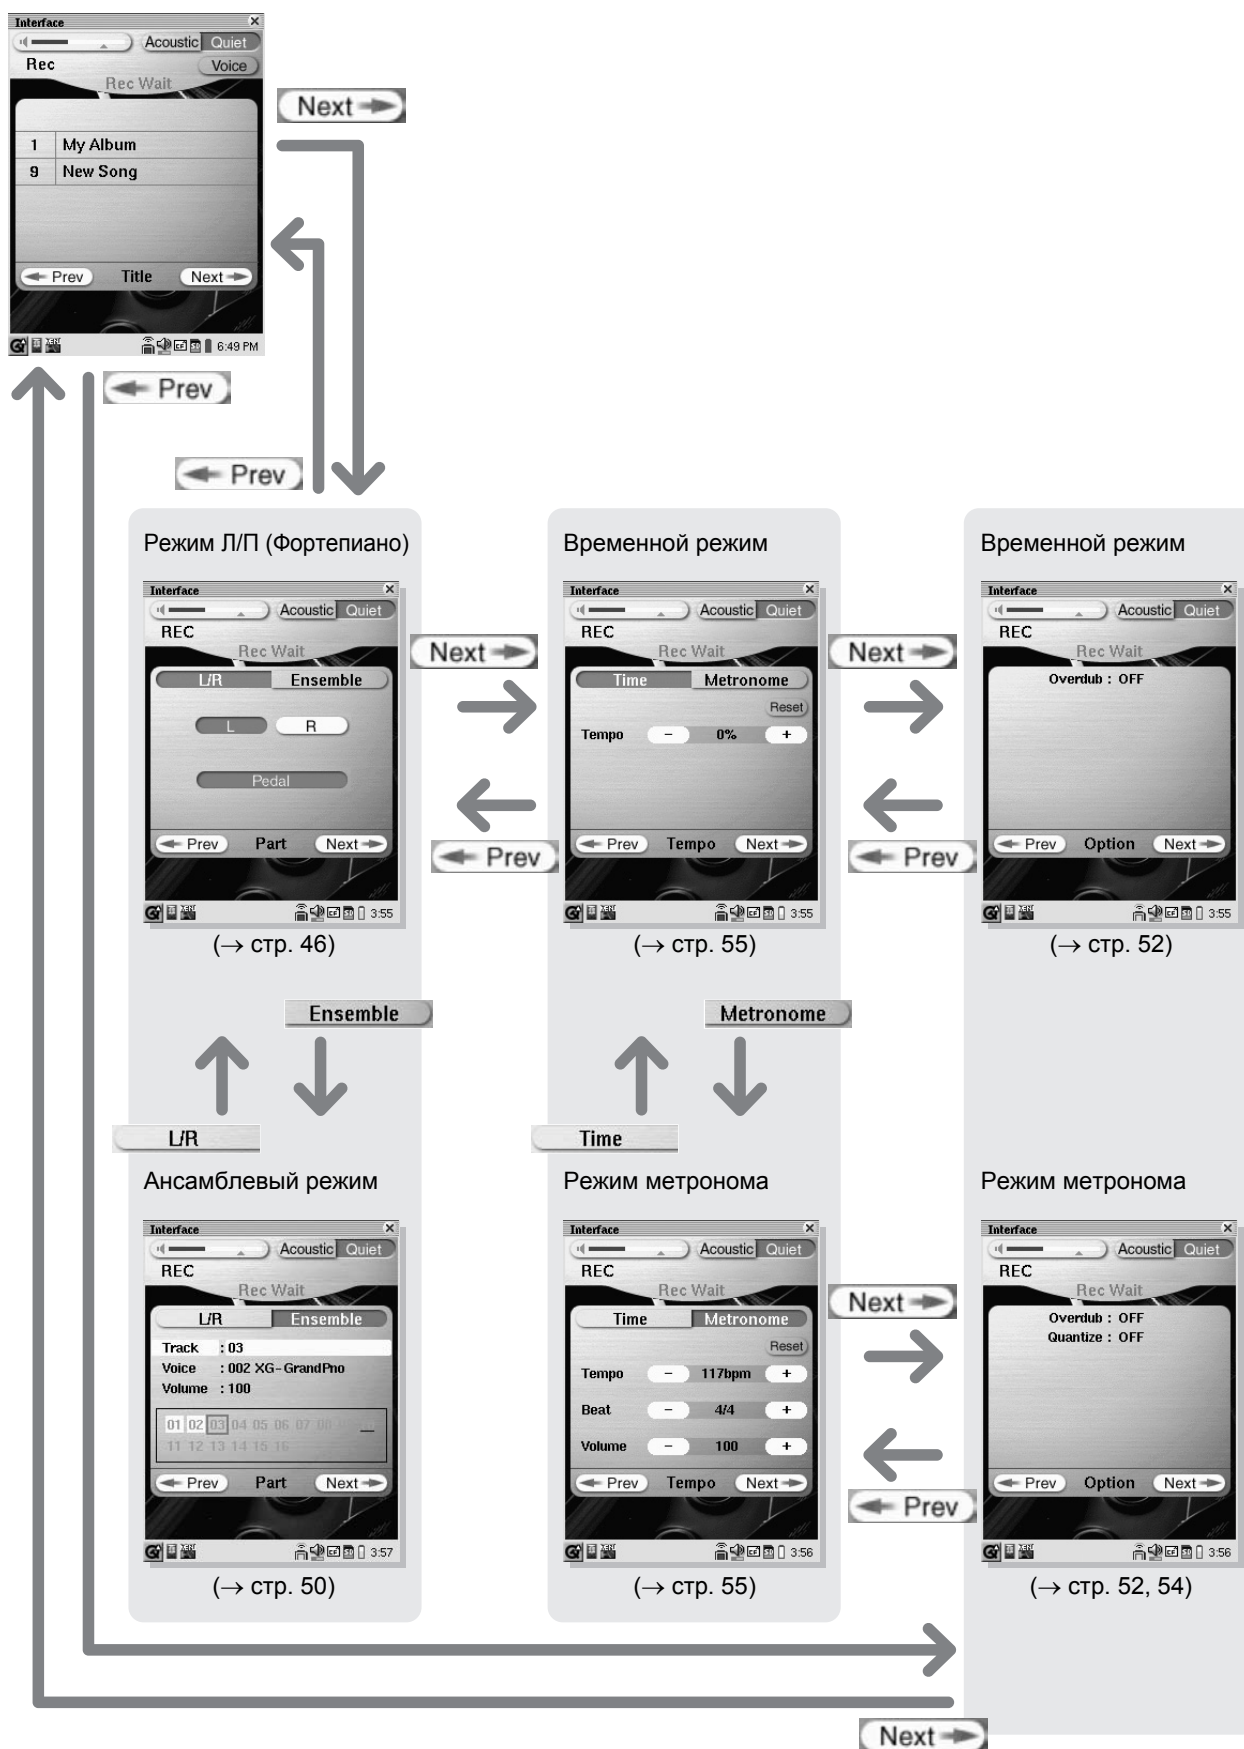 Interface
Acoustic Quiet
Rec Voice
Rec Wait
1 My Album
9 New Song
Prev Title Next
6:49 PM
Next
Prev
Prev
Режим Л/П (Фортепиано)
Interface
Acoustic Quiet
REC
Rec Wait
L/R Ensemble
L R
Pedal
Prev Part Next
3:55
(→ стр. 46)
Next
Prev
Временной режим
Interface
Acoustic Quiet
REC
Rec Wait
Time Metronome
Reset
Tempo - 0% +
Prev Tempo Next
3:55
(→ стр. 55)
Next
Prev
Временной режим
Interface
Acoustic Quiet
REC
Rec Wait
Overdub : OFF
Prev Option Next
3:55
(→ стр. 52)
Ensemble
L/R
Metronome
Time
Ансамблевый режим
Interface
Acoustic Quiet
REC
Rec Wait
L/R Ensemble
Track : 03
Voice : 002 XG-GrandPno
Volume : 100
01 02 03 04 05 06 07 08
11 12 13 14 15 16
Prev Part Next
3:57
(→ стр. 50)
Режим метронома
Interface
Acoustic Quiet
REC
Rec Wait
Time Metronome
Reset
Tempo - 117bpm +
Beat - 4/4 +
Volume - 100 +
Prev Tempo Next
3:56
(→ стр. 55)
Next
Prev
Режим метронома
Interface
Acoustic Quiet
REC
Rec Wait
Overdub : OFF
Quantize : OFF
Prev Option Next
3:56
(→ стр. 52, 54)
Next